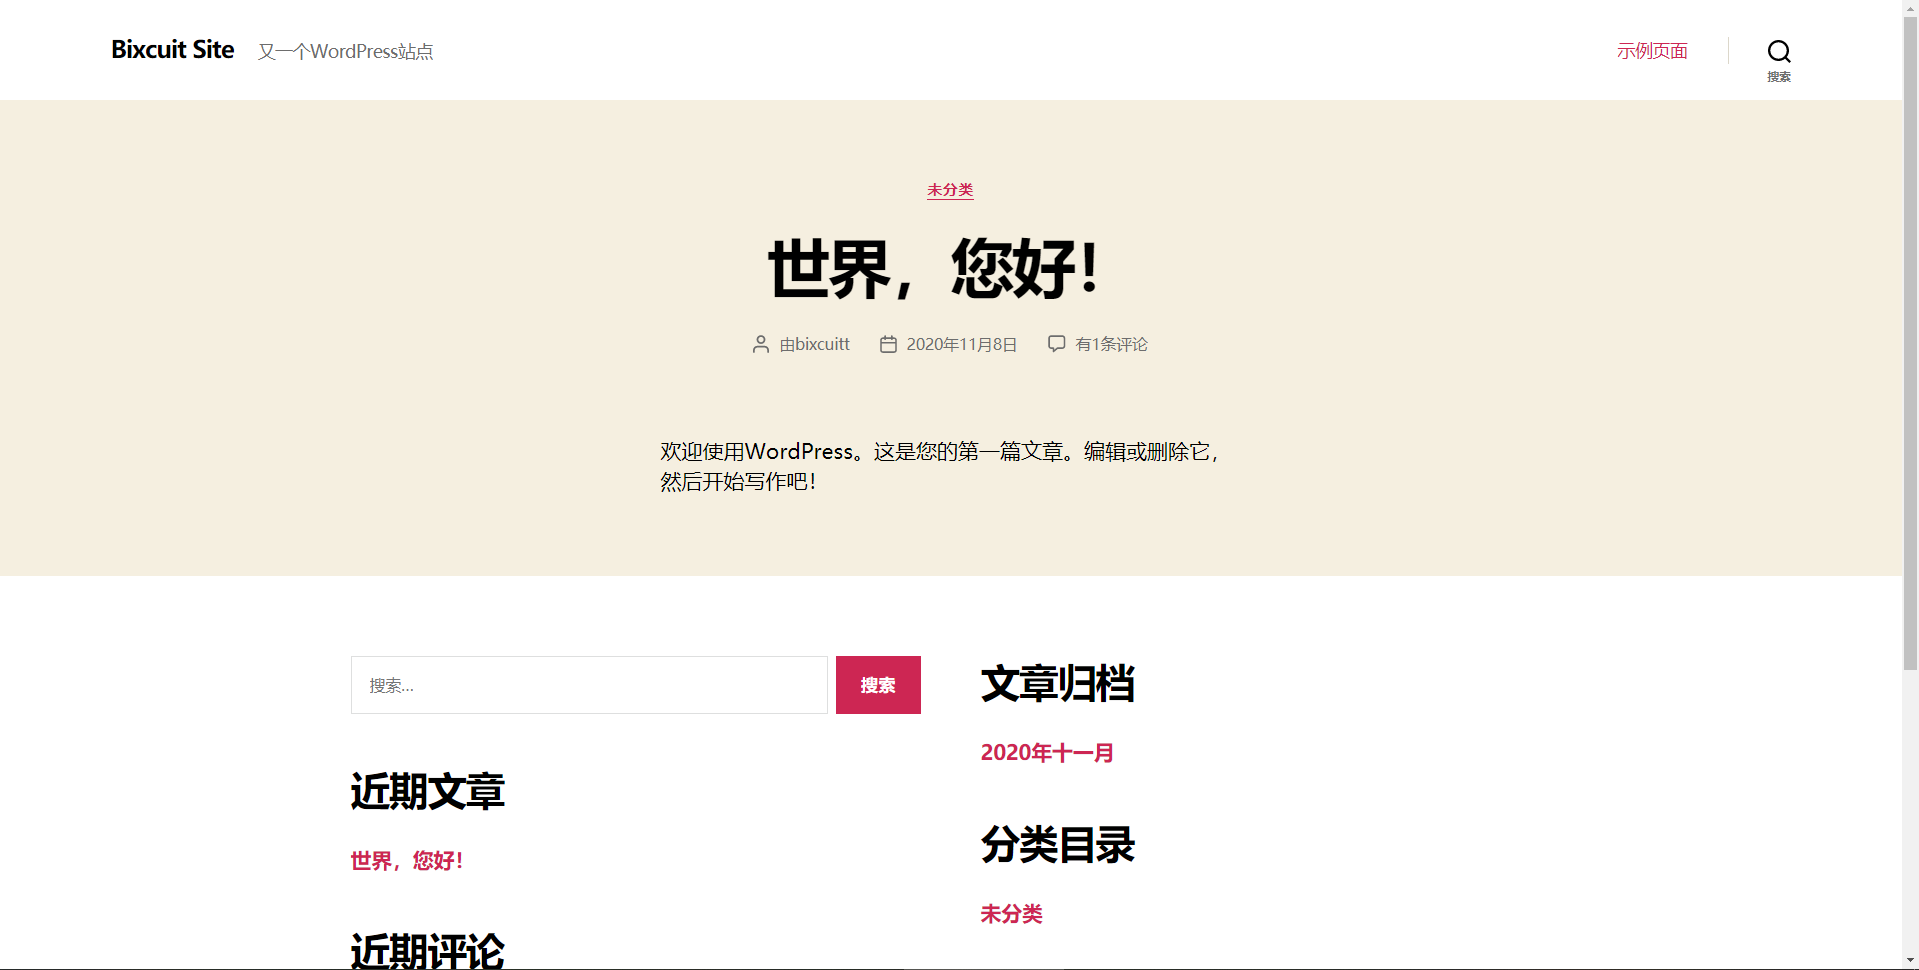 Bixcuit Site 又一个WordPress站点
示例页面
搜索
未分类
世界，您好！
由bixcuitt 2020年11月8日 有1条评论
欢迎使用WordPress。这是您的第一篇文章。编辑或删除它，
然后开始写作吧！
搜索… 搜索
近期文章
世界，您好！
近期评论
文章归档
2020年十一月
分类目录
未分类